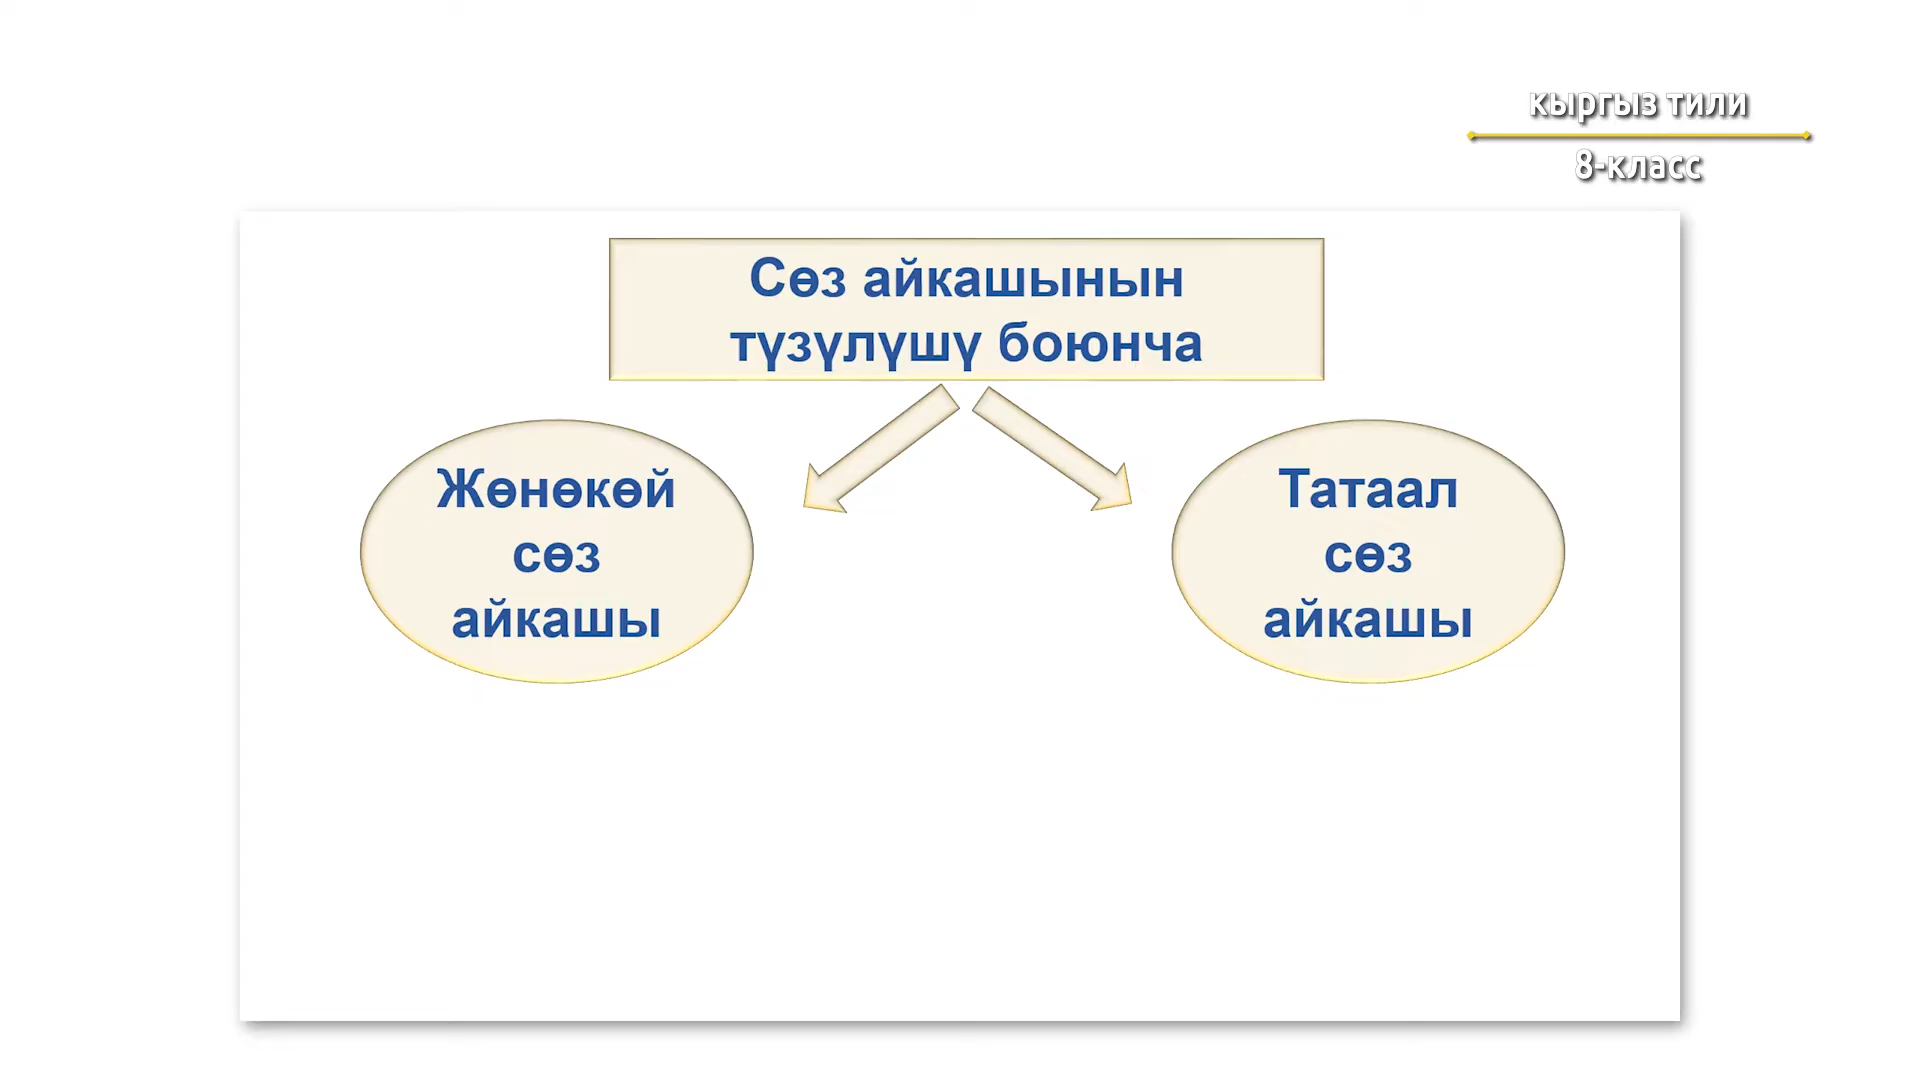 кыргыз тили
8-класс
Сөз айкашынын
түзүлүшү боюнча
Жөнөкөй
сөз
айкашы
Татаал
сөз
айкашы